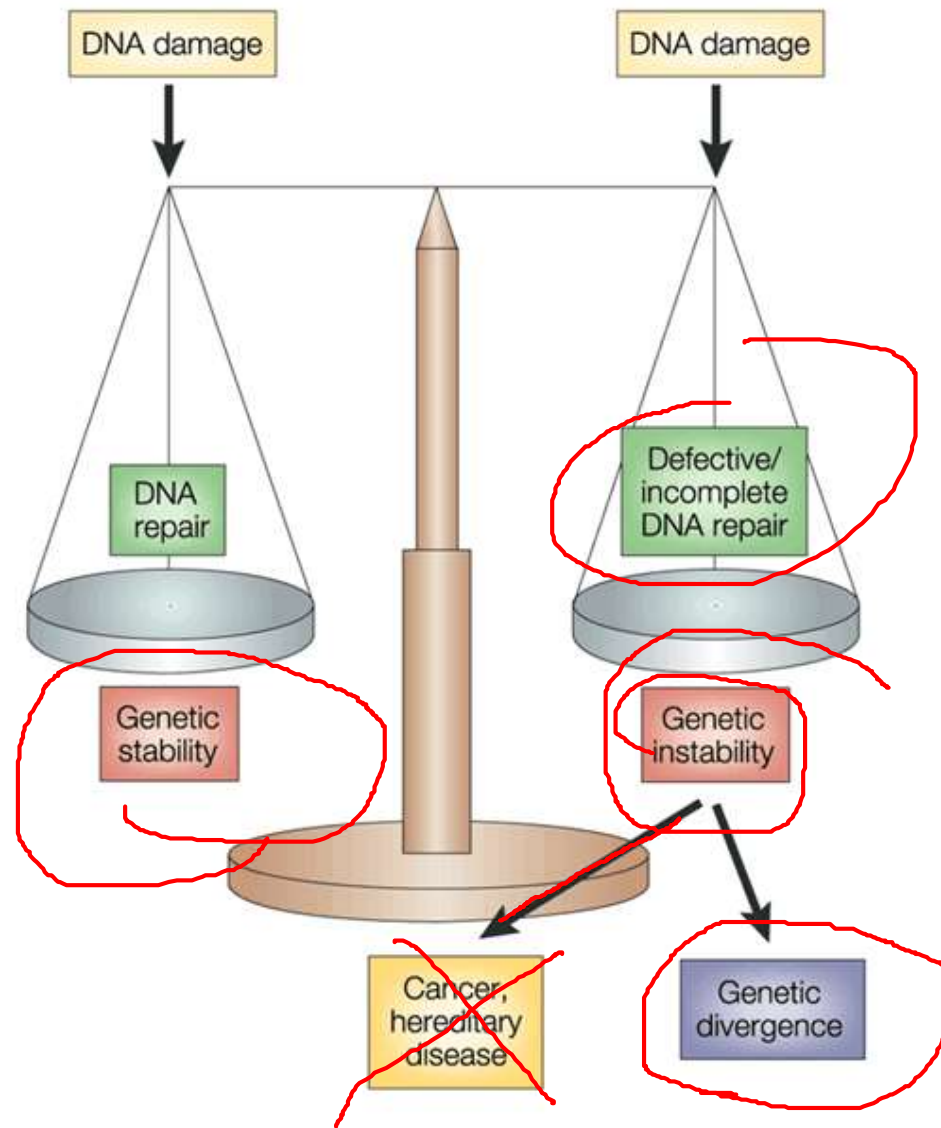 DNA damage
DNA damage
DNA
repair
Defective/
incomplete
DNA repair
Genetic
stability
Genetic
instability
Cancer,
hereditary
disease
Genetic
divergence